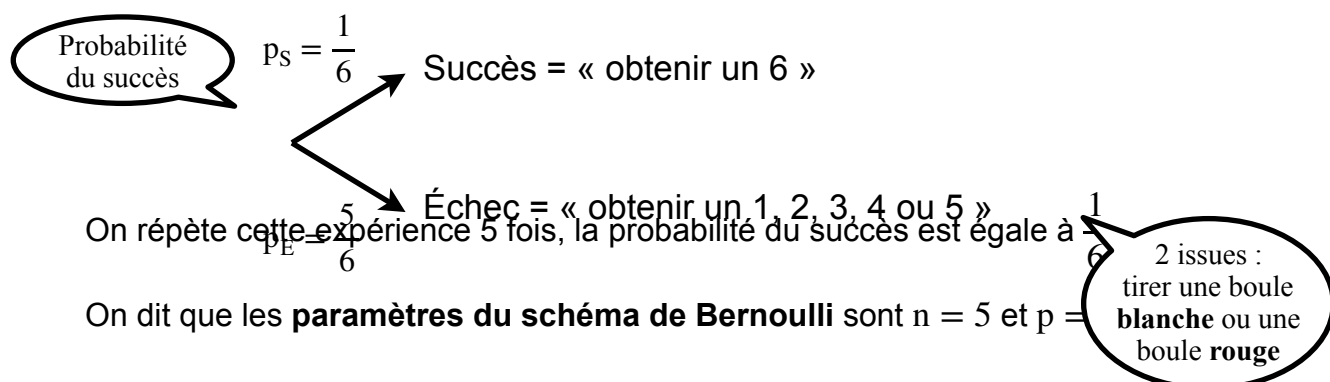 Probabilité
du succès
pS = 1/6
Succès = « obtenir un 6 »
Échec = « obtenir un 1, 2, 3, 4 ou 5 »
pE = 5/6
On répète cette expérience 5 fois, la probabilité du succès est égale à 1/6
On dit que les paramètres du schéma de Bernoulli sont n = 5 et p =
2 issues :
tirer une boule
blanche ou une
boule rouge